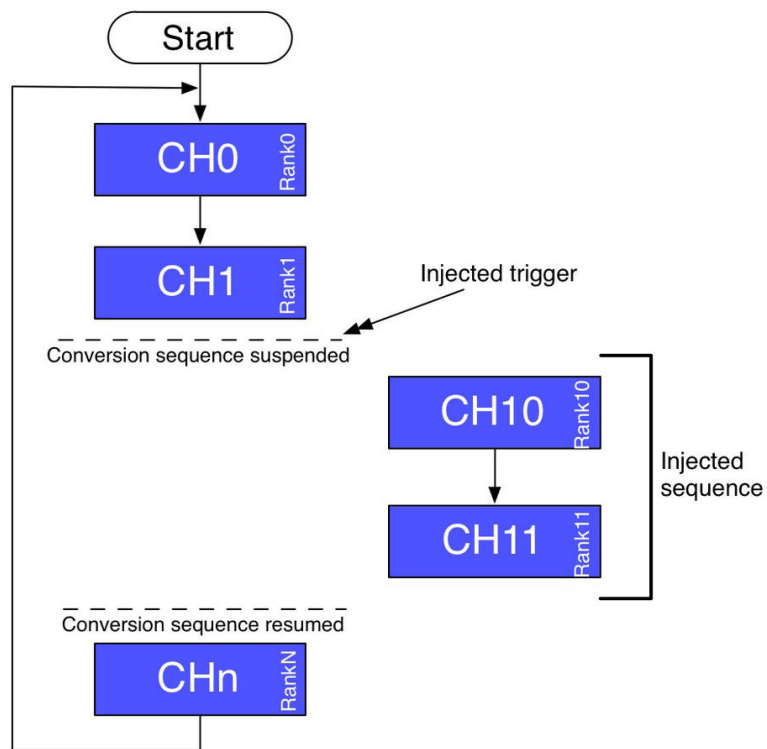 Start
CH0
Rank0
CH1
Rank1
Injected trigger
Conversion sequence suspended
CH10
Rank10
CH11
Rank11
Injected
sequence
Conversion sequence resumed
CHn
RankN